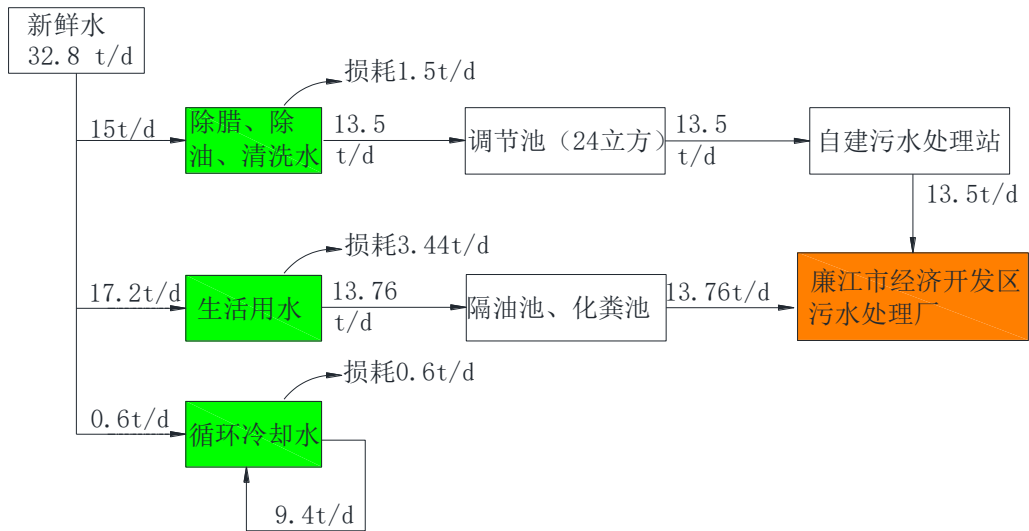 新鲜水
32.8 t/d
损耗1.5t/d
15t/d
除腊、除
油、清洗水
13.5
t/d
调节池（24立方）
13.5
t/d
自建污水处理站
13.5t/d
损耗3.44t/d
17.2t/d
生活用水
13.76
t/d
隔油池、化粪池
13.76t/d
廉江市经济开发区
污水处理厂
损耗0.6t/d
0.6t/d
循环冷却水
9.4t/d